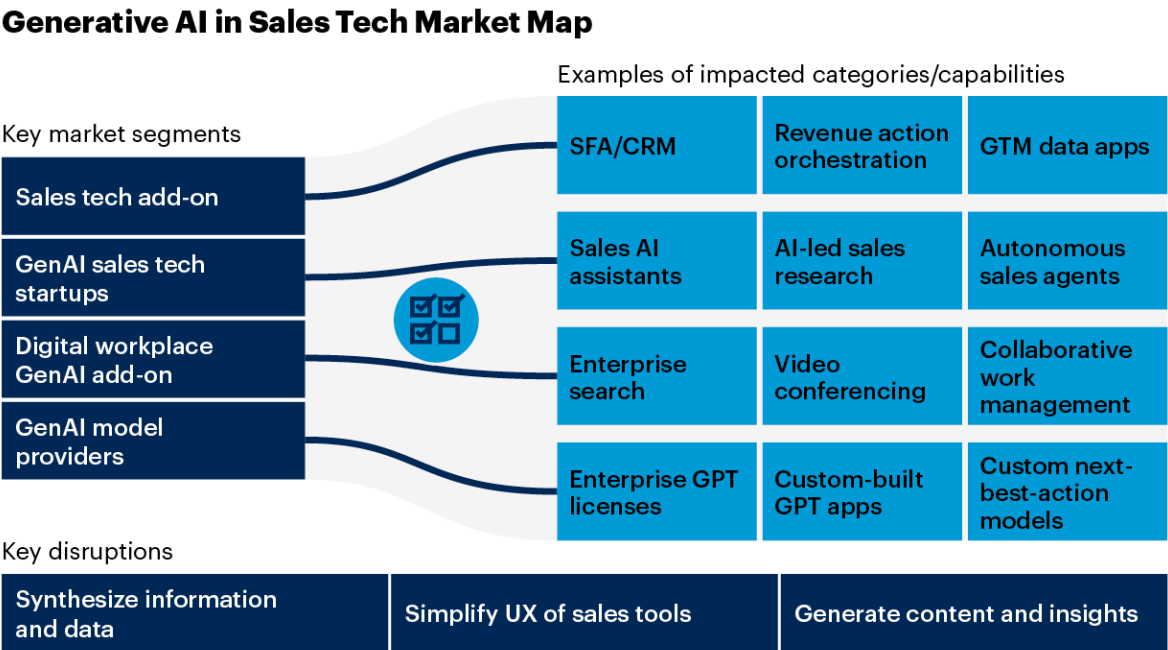 Generative AI in Sales Tech Market Map
Examples of impacted categories/capabilities
Key market segments
Sales tech add-on
GenAI sales tech
startups
Digital workplace
GenAI add-on
GenAI model
providers
SFA/CRM
Revenue action
orchestration
GTM data apps
Sales AI
assistants
AI-led sales
research
Autonomous
sales agents
Enterprise
search
Video
conferencing
Collaborative
work
management
Enterprise GPT
licenses
Custom-built
GPT apps
Custom next-
best-action
models
Key disruptions
Synthesize information
and data
Simplify UX of sales tools
Generate content and insights